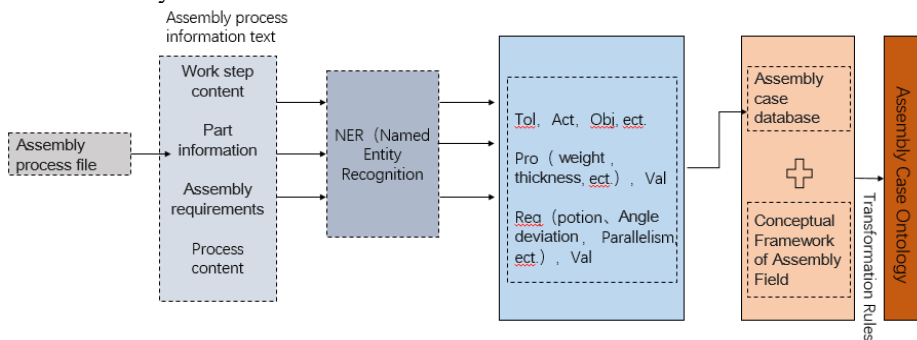 Assembly process
information text
Work step
content
Part
information
Assembly
requirements
Process
content
Assembly
process file
NER（Named
Entity
Recognition）
Tol、Act、Obj, ect.
Pro（weight，
thickness, ect.），Val
Req（potion、Angle
deviation，Parallelism,
ect.），Val
Assembly
case
database
Conceptual
Framework
of Assembly
Field
Transformation Rules
Assembly Case Ontology